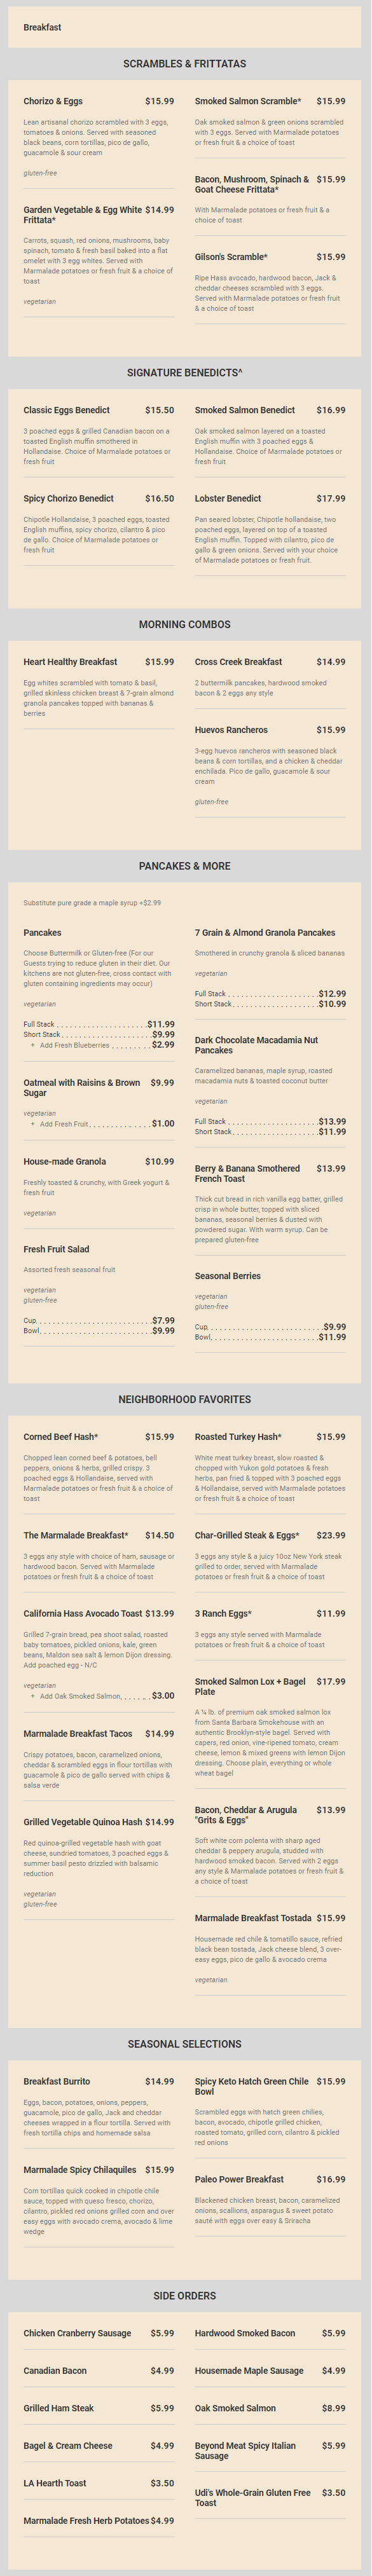 Breakfast
SCRAMBLES & FRITTATAS
Chorizo & Eggs $15.99
Lean artisanal chorizo scrambled with 3 eggs,
tomatoes & onions. Served with seasoned
black beans, corn tortillas, pico de gallo,
guacamole & sour cream
gluten-free
Garden Vegetable & Egg White $14.99
Frittata*
Carrots, squash, red onions, mushrooms, baby
spinach, tomato & fresh basil baked into a flat
omelet with 3 egg whites. Served with
Marmalade potatoes or fresh fruit & a choice of
toast
vegetarian
Smoked Salmon Scramble* $15.99
Oak smoked salmon & green onions scrambled
with 3 eggs. Served with Marmalade potatoes
or fresh fruit & a choice of toast
Bacon, Mushroom, Spinach & $15.99
Goat Cheese Frittata*
With Marmalade potatoes or fresh fruit & a
choice of toast
Gilson's Scramble* $15.99
Ripe Hass avocado, hardwood bacon, Jack &
cheddar cheeses scrambled with 3 eggs.
Served with Marmalade potatoes or fresh fruit
& a choice of toast
SIGNATURE BENEDICTS^
Classic Eggs Benedict $15.50
3 poached eggs & grilled Canadian bacon on a
toasted English muffin smothered in
Hollandaise. Choice of Marmalade potatoes or
fresh fruit
Spicy Chorizo Benedict $16.50
Chipotle Hollandaise, 3 poached eggs, toasted
English muffins, spicy chorizo, cilantro & pico
de gallo. Choice of Marmalade potatoes or
fresh fruit
Smoked Salmon Benedict $16.99
Oak smoked salmon layered on a toasted
English muffin with 3 poached eggs &
Hollandaise. Choice of Marmalade potatoes or
fresh fruit
Lobster Benedict $17.99
Pan seared lobster, Chipotle hollandaise, two
poached eggs, layered on top of a toasted
English muffin. Topped with cilantro, pico de
gallo & green onions. Served with your choice
of Marmalade potatoes or fresh fruit.
MORNING COMBOS
Heart Healthy Breakfast $15.99
Egg whites scrambled with tomato & basil,
grilled skinless chicken breast & 7-grain almond
granola pancakes topped with bananas &
berries
Cross Creek Breakfast $14.99
2 buttermilk pancakes, hardwood smoked
bacon & 2 eggs any style
Huevos Rancheros $15.99
3-egg huevos rancheros with seasoned black
beans & corn tortillas, and a chicken & cheddar
enchilada. Pico de gallo, guacamole & sour
cream
gluten-free
PANCAKES & MORE
Substitute pure grade a maple syrup +$2.99
Pancakes
Choose Buttermilk or Gluten-free (For our
Guests trying to reduce gluten in their diet. Our
kitchens are not gluten-free, cross contact with
gluten containing ingredients may occur)
vegetarian
Full Stack $11.99
Short Stack $9.99
+ Add Fresh Blueberries $2.99
Oatmeal with Raisins & Brown $9.99
Sugar
vegetarian
+ Add Fresh Fruit $1.00
House-made Granola $10.99
Freshly toasted & crunchy, with Greek yogurt &
fresh fruit
vegetarian
Fresh Fruit Salad
Assorted fresh seasonal fruit
vegetarian
gluten-free
Cup $7.99
Bowl $9.99
7 Grain & Almond Granola Pancakes
Smothered in crunchy granola & sliced bananas
vegetarian
Full Stack $12.99
Short Stack $10.99
Dark Chocolate Macadamia Nut
Pancakes
Caramelized bananas, maple syrup, roasted
macadamia nuts & toasted coconut butter
vegetarian
Full Stack $13.99
Short Stack $11.99
Berry & Banana Smothered $13.99
French Toast
Thick cut bread in rich vanilla egg batter, grilled
crisp in whole butter, topped with sliced
bananas, seasonal berries & dusted with
powdered sugar. With warm syrup. Can be
prepared gluten-free
Seasonal Berries
vegetarian
gluten-free
Cup $9.99
Bowl $11.99
NEIGHBORHOOD FAVORITES
Corned Beef Hash* $15.99
Chopped lean corned beef & potatoes, bell
peppers, onions & herbs, grilled crispy. 3
poached eggs & Hollandaise, served with
Marmalade potatoes or fresh fruit & a choice of
toast
The Marmalade Breakfast* $14.50
3 eggs any style with choice of ham, sausage or
hardwood bacon. Served with Marmalade
potatoes or fresh fruit & a choice of toast
California Hass Avocado Toast $13.99
Grilled 7-grain bread, pea shoot salad, roasted
baby tomatoes, pickled onions, kale, green
beans, Maldon sea salt & lemon Dijon dressing.
Add poached egg - N/C
vegetarian
+ Add Oak Smoked Salmon $3.00
Marmalade Breakfast Tacos $14.99
Crispy potatoes, bacon, caramelized onions,
cheddar & scrambled eggs in flour tortillas with
guacamole & pico de gallo served with chips &
salsa verde
Grilled Vegetable Quinoa Hash $14.99
Red quinoa-grilled vegetable hash with goat
cheese, sundried tomatoes, 3 poached eggs &
summer basil pesto drizzled with balsamic
reduction
vegetarian
gluten-free
Roasted Turkey Hash* $15.99
White meat turkey breast, slow roasted &
chopped with Yukon gold potatoes & fresh
herbs, pan fried & topped with 3 poached eggs
& Hollandaise, served with Marmalade potatoes
or fresh fruit & a choice of toast
Char-Grilled Steak & Eggs* $23.99
3 eggs any style & a juicy 10oz New York steak
grilled to order, served with Marmalade
potatoes or fresh fruit & a choice of toast
3 Ranch Eggs* $11.99
3 eggs any style served with Marmalade
potatoes or fresh fruit & a choice of toast
Smoked Salmon Lox + Bagel $17.99
Plate
A ¼ lb. of premium oak smoked salmon lox
from Santa Barbara Smokehouse with an
authentic Brooklyn-style bagel. Served with
capers, red onion, vine-ripened tomato, cream
cheese, lemon & mixed greens with lemon Dijon
dressing. Choose plain, everything or whole
wheat bagel
Bacon, Cheddar & Arugula $13.99
"Grits & Eggs"
Soft white corn polenta with sharp aged
cheddar & peppery arugula, studded with
hardwood smoked bacon. Served with 2 eggs
any style & Marmalade potatoes or fresh fruit &
a choice of toast
Marmalade Breakfast Tostada $15.99
Housemade red chile & tomatillo sauce, refried
black bean tostada, Jack cheese blend, 3 over-
easy eggs, pico de gallo & avocado crema
vegetarian
SEASONAL SELECTIONS
Breakfast Burrito $14.99
Eggs, bacon, potatoes, onions, peppers,
guacamole, pico de gallo, Jack and cheddar
cheeses wrapped in a flour tortilla. Served with
fresh tortilla chips and homemade salsa
Marmalade Spicy Chilaquiles $15.99
Corn tortillas quick cooked in chipotle chile
sauce, topped with queso fresco, chorizo,
cilantro, pickled red onions grilled corn and over
easy eggs with avocado crema, avocado & lime
wedge
Spicy Keto Hatch Green Chile $15.99
Bowl
Scrambled eggs with hatch green chilies,
bacon, avocado, chipotle grilled chicken,
roasted tomato, grilled corn, cilantro & pickled
red onions
Paleo Power Breakfast $16.99
Blackened chicken breast, bacon, caramelized
onions, scallions, asparagus & sweet potato
sauté with eggs over easy & Sriracha
SIDE ORDERS
Chicken Cranberry Sausage $5.99
Canadian Bacon $4.99
Grilled Ham Steak $5.99
Bagel & Cream Cheese $4.99
LA Hearth Toast $3.50
Marmalade Fresh Herb Potatoes $4.99
Hardwood Smoked Bacon $5.99
Housemade Maple Sausage $4.99
Oak Smoked Salmon $8.99
Beyond Meat Spicy Italian $5.99
Sausage
Udi's Whole-Grain Gluten Free $3.50
Toast